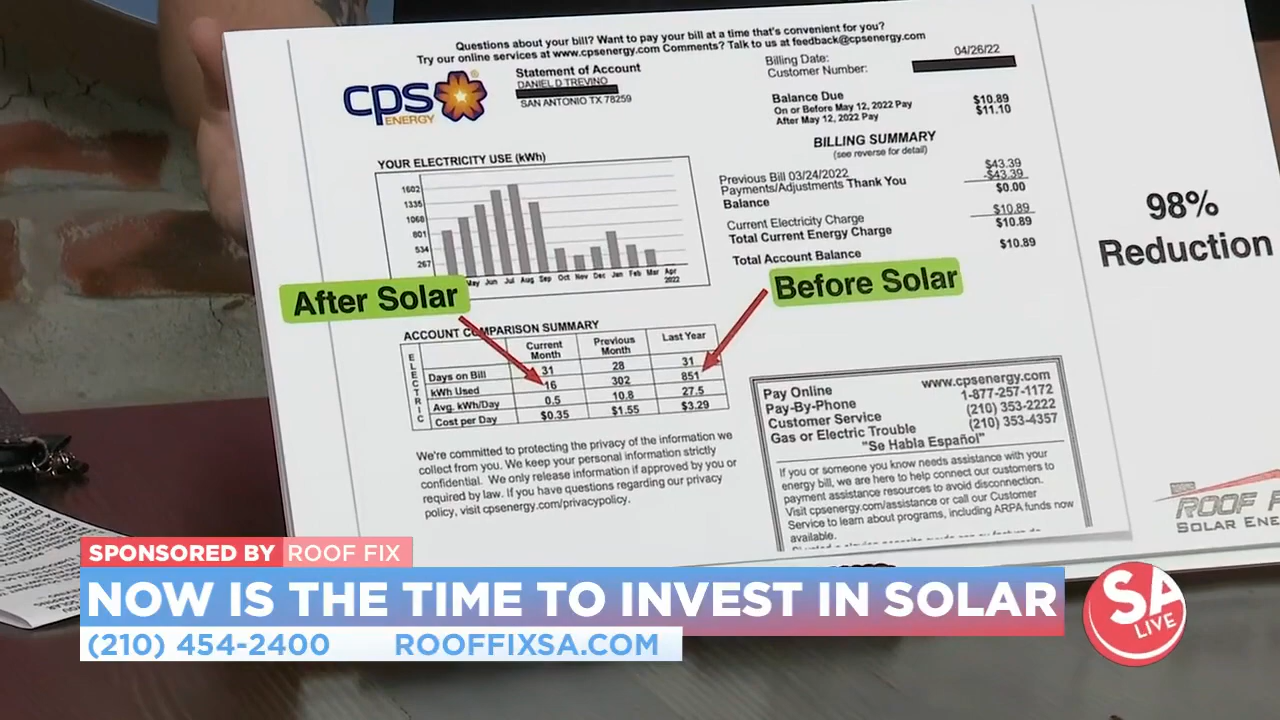 Questions about your bill? Want to pay your bill at a time that's convenient for you?
Try our online services at www.cpsenergy.com Comments? Talk to us at feedback@cpsenergy.com
cps
ENERGY
Statement of Account
DANIEL D TREVINO
SAN ANTONIO TX 78259
Billing Date: 04/26/22
Customer Number:
Balance Due
On or Before May 12, 2022 Pay $10.89
After May 12, 2022 Pay $11.10
BILLING SUMMARY
(see reverse for detail)
Previous Bill 03/24/2022 $43.39
Payments/Adjustments Thank You -$43.39
Balance $0.00
Current Electricity Charge $10.89
Total Current Energy Charge $10.89
Total Account Balance $10.89
YOUR ELECTRICITY USE (kWh)
1602
1335
1068
801
534
267
May Jun Jul Aug Sep Oct Nov Dec Jan Feb Mar Apr
2022
After Solar
Before Solar
98%
Reduction
ACCOUNT COMPARISON SUMMARY
ELECTRIC
Current Month Previous Month Last Year
Days on Bill 31 28 31
kWh Used 16 302 851
Avg. kWh/Day 0.5 10.8 27.5
Cost per Day $0.35 $1.55 $3.29
We're committed to protecting the privacy of the information we
collect from you. We keep your personal information strictly
confidential. We only release information if approved by you or
required by law. If you have questions regarding our privacy
policy, visit cpsenergy.com/privacypolicy.
Pay Online www.cpsenergy.com
Pay-By-Phone 1-877-257-1172
Customer Service (210) 353-2222
Gas or Electric Trouble (210) 353-4357
"Se Habla Español"
If you or someone you know needs assistance with your
energy bill, we are here to help connect our customers to
payment assistance resources to avoid disconnection.
Visit cpsenergy.com/assistance or call our Customer
Service to learn about programs, including ARPA funds now
available.
ROOF F
SOLAR ENE
SPONSORED BY ROOF FIX
NOW IS THE TIME TO INVEST IN SOLAR
(210) 454-2400 ROOFFIXSA.COM
SA
LIVE